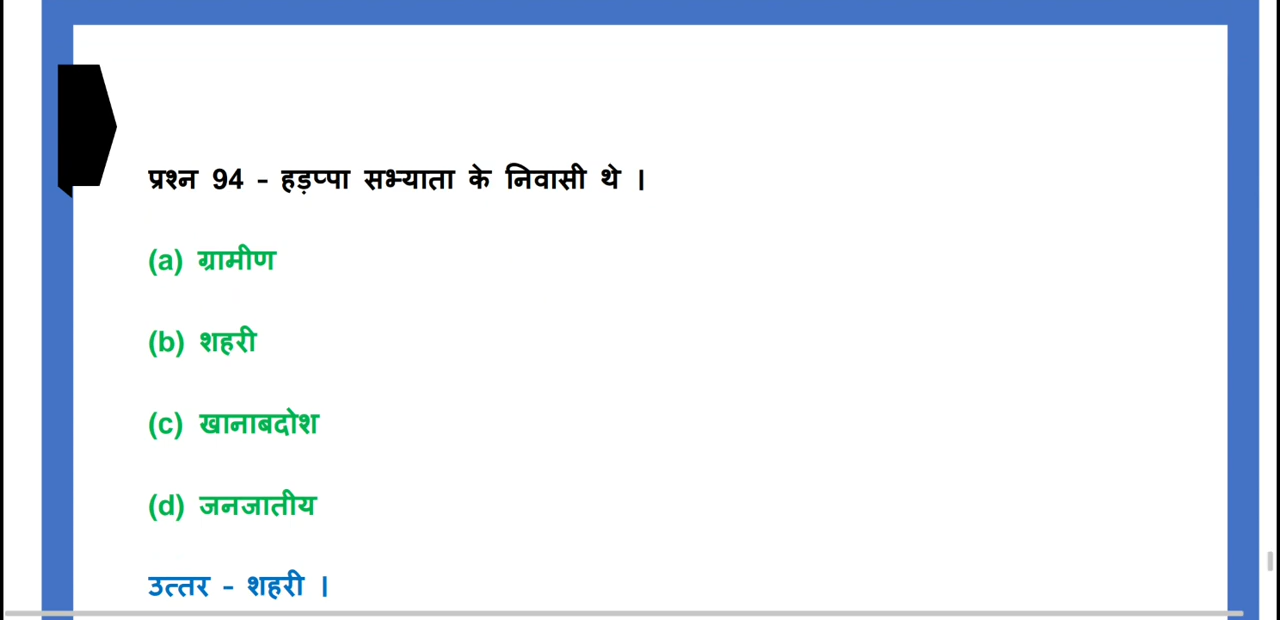 प्रश्न 94 - हड़प्पा सभ्याता के निवासी थे ।
(a) ग्रामीण
(b) शहरी
(c) खानाबदोश
(d) जनजातीय
उत्तर - शहरी ।